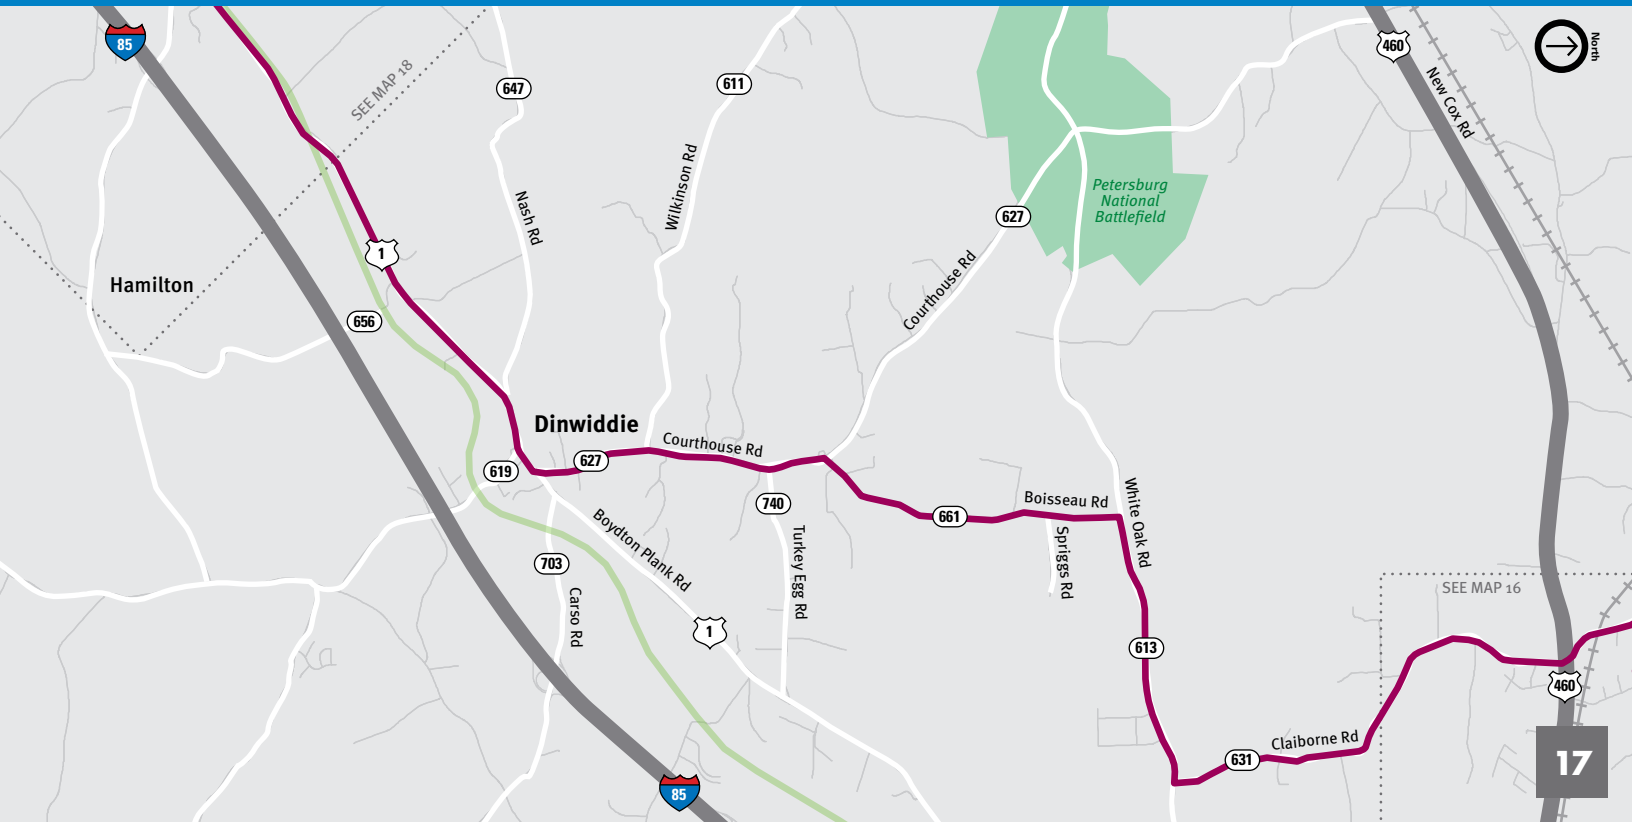 85
460
North
New Cox Rd
SEE MAP 18
647
611
Nash Rd
Wilkinson Rd
Petersburg
National
Battlefield
627
1
Hamilton
656
Courthouse Rd
Dinwiddie
Courthouse Rd
627
619
740
661
Boisseau Rd
White Oak Rd
Spriggs Rd
Boydton Plank Rd
Turkey Egg Rd
703
Carso Rd
1
SEE MAP 16
613
460
631
Claiborne Rd
85
17